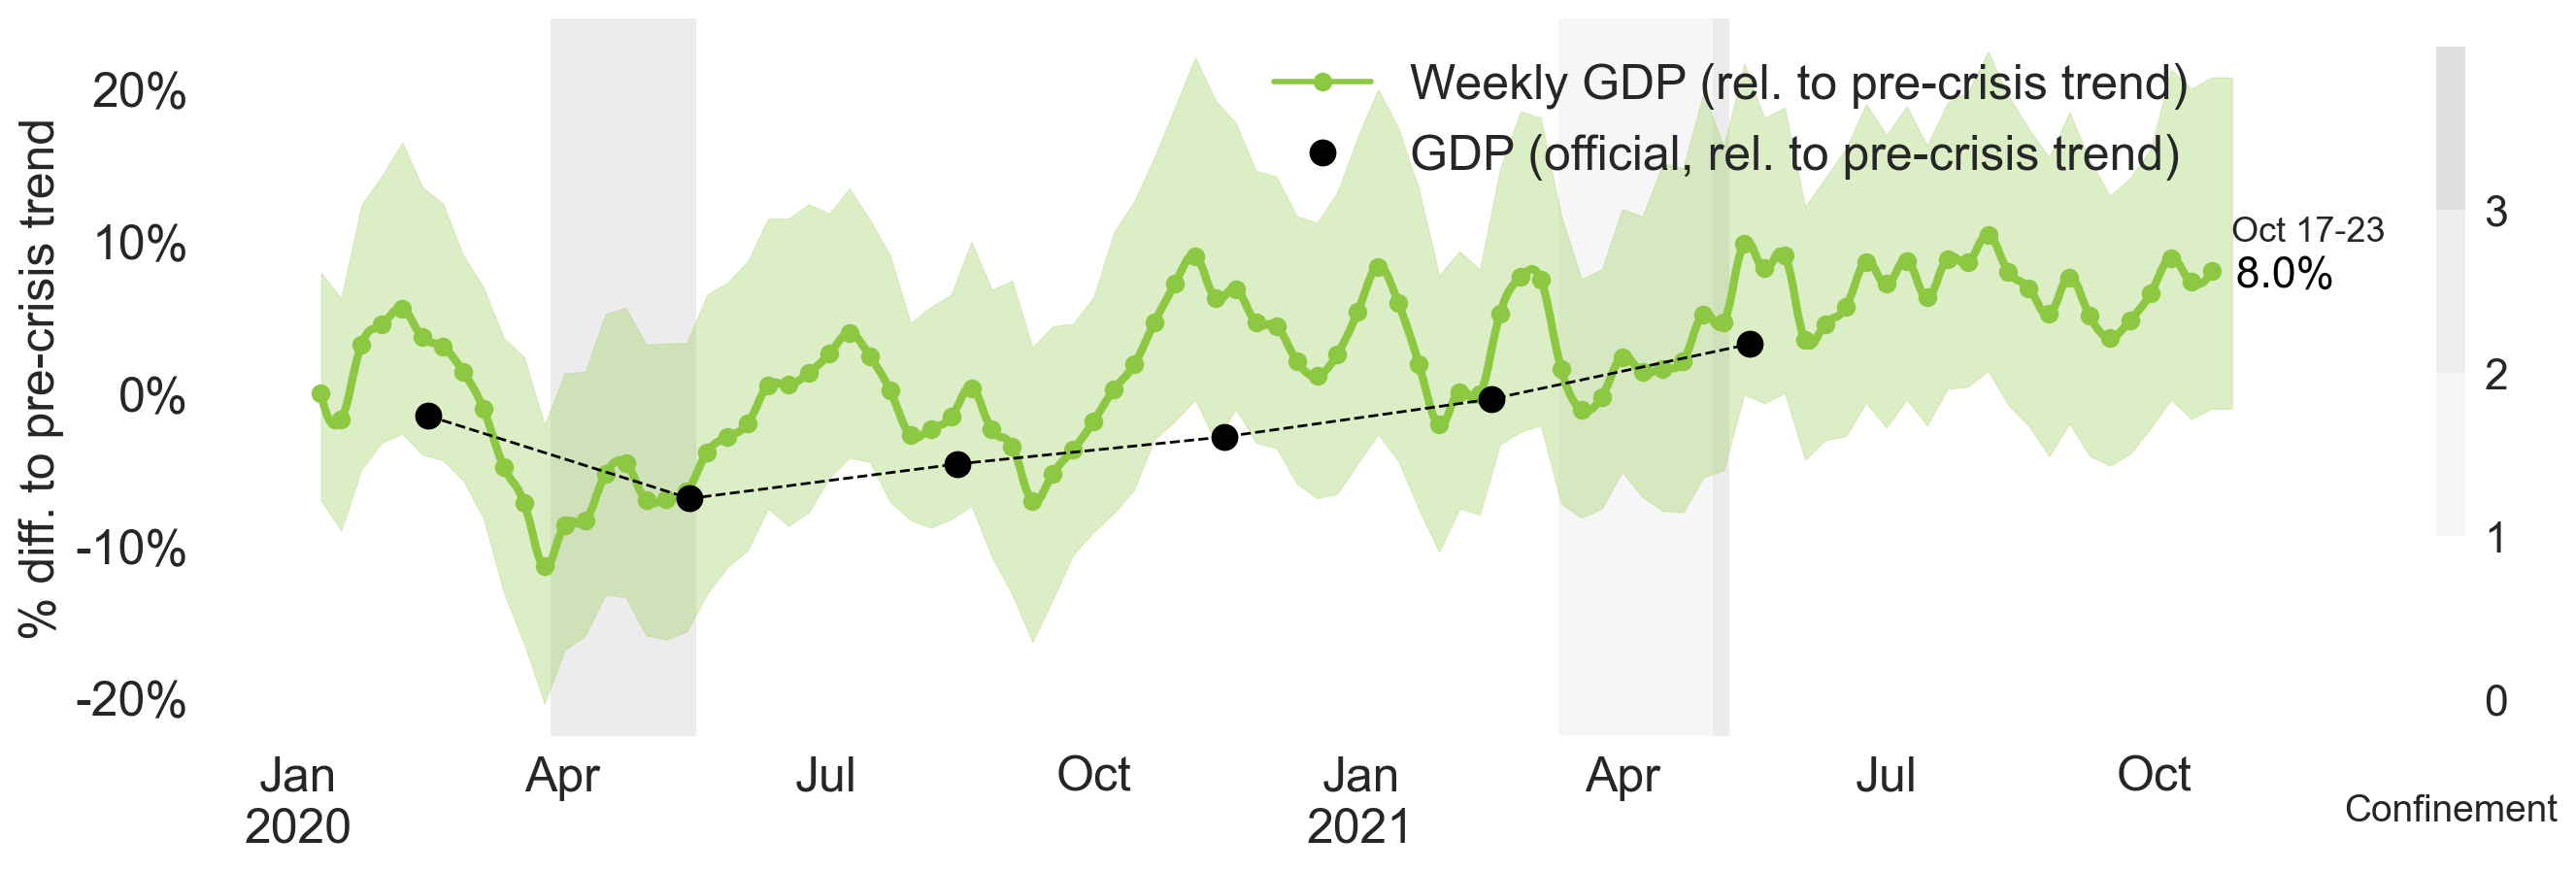 % diff. to pre-crisis trend
20%
10%
0%
-10%
-20%
Weekly GDP (rel. to pre-crisis trend)
GDP (official, rel. to pre-crisis trend)
Oct 17-23
8.0%
3
2
1
0
Jan Apr Jul Oct Jan Apr Jul Oct
2020 2021
Confinement